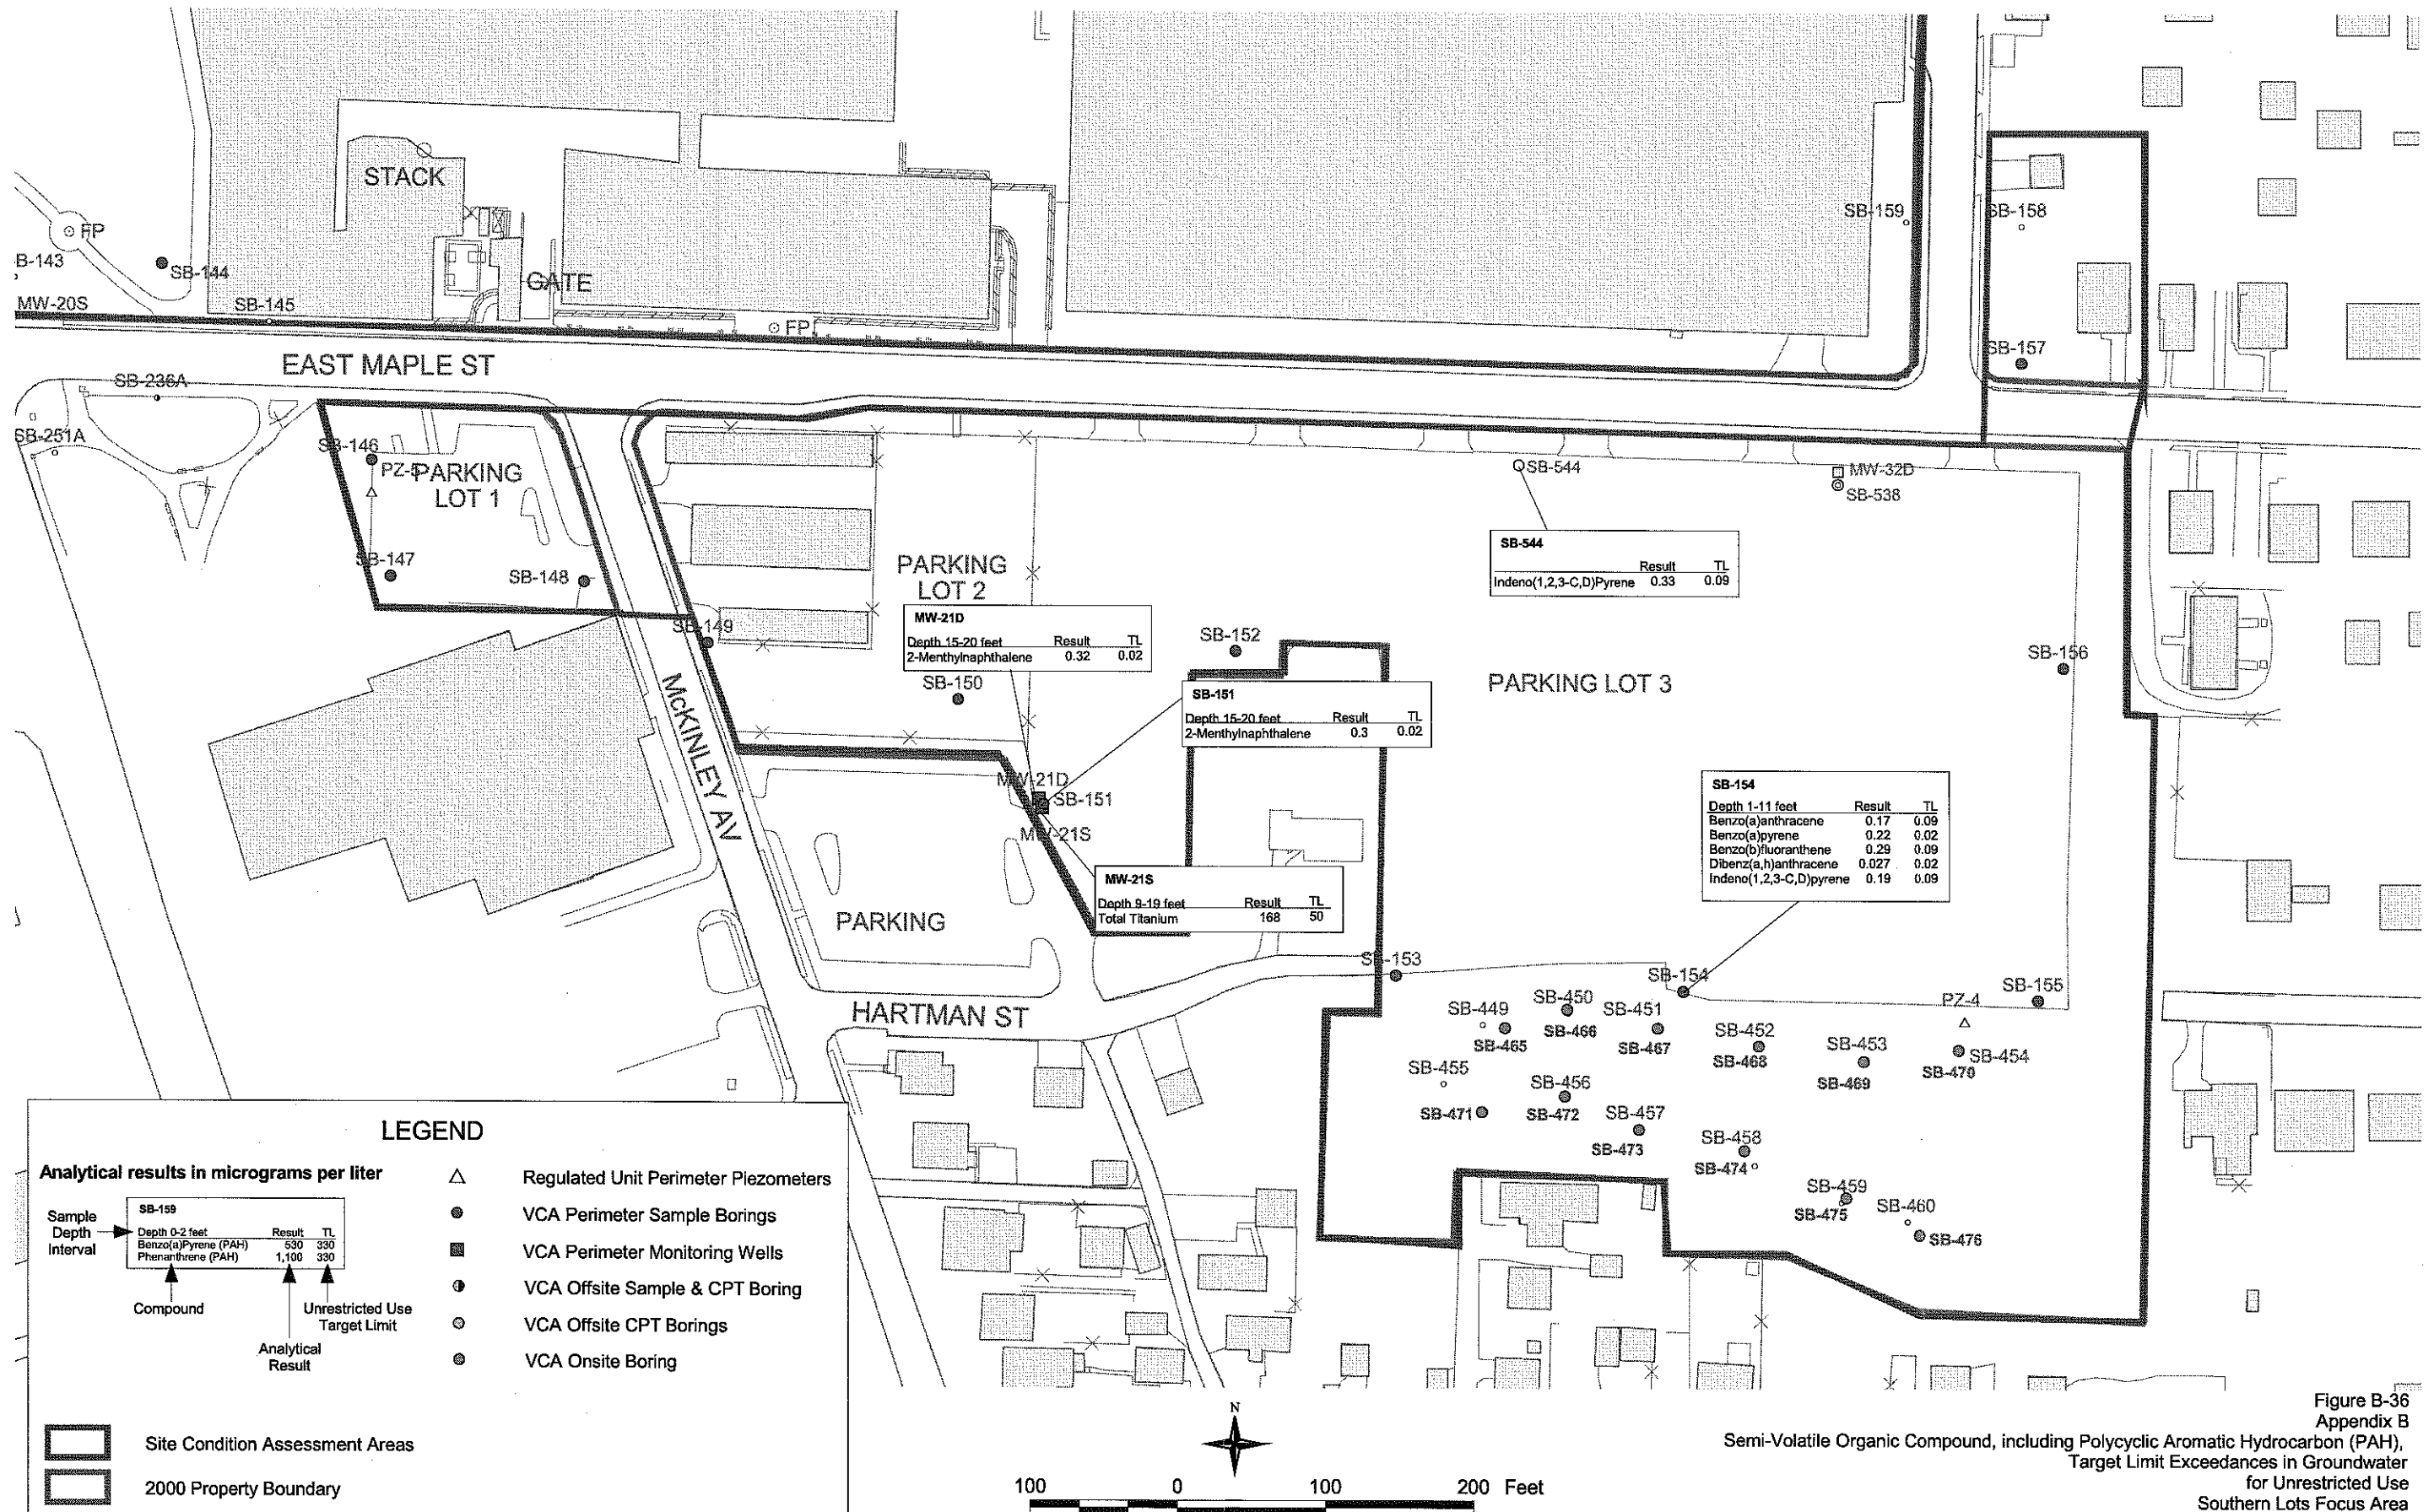 STACK
SB-159
SB-158
FP
B-143
SB-144
GATE
MW-20S
SB-145
FP
EAST MAPLE ST
SB-157
SB-236A
SB-251A
SB-146
PZ-5
PARKING
LOT 1
SB-544
MW-32D
SB-538
SB-147
SB-148
PARKING
LOT 2
SB-544
Result TL
Indeno(1,2,3-C,D)Pyrene 0.33 0.09
MW-21D
Depth 15-20 feet Result TL
2-Menthylnaphthalene 0.32 0.02
SB-149
SB-152
SB-156
SB-150
PARKING LOT 3
McKINLEY AV
SB-151
Depth 15-20 feet Result TL
2-Menthylnaphthalene 0.3 0.02
MW-21D
SB-151
MW-21S
SB-154
Depth 1-11 feet Result TL
Benzo(a)anthracene 0.17 0.09
Benzo(a)pyrene 0.22 0.02
Benzo(b)fluoranthene 0.29 0.09
Dibenz(a,h)anthracene 0.027 0.02
Indeno(1,2,3-C,D)pyrene 0.19 0.09
MW-21S
Depth 9-19 feet Result TL
Total Titanium 168 50
PARKING
SB-153
SB-154
SB-155
PZ-4
HARTMAN ST
SB-449
SB-450
SB-451
SB-465
SB-466
SB-467
SB-452
SB-468
SB-453
SB-469
SB-454
SB-470
SB-455
SB-456
SB-471
SB-472
SB-457
SB-473
SB-458
SB-474
SB-459
SB-475
SB-460
SB-476
LEGEND
Analytical results in micrograms per liter
Sample
Depth
Interval
SB-159
Depth 0-2 feet Result TL
Benzo(a)Pyrene (PAH) 530 330
Phenanthrene (PAH) 1,100 330
Compound
Analytical
Result
Unrestricted Use
Target Limit
Regulated Unit Perimeter Piezometers
VCA Perimeter Sample Borings
VCA Perimeter Monitoring Wells
VCA Offsite Sample & CPT Boring
VCA Offsite CPT Borings
VCA Onsite Boring
Site Condition Assessment Areas
2000 Property Boundary
N
100 0 100 200 Feet
Figure B-36
Appendix B
Semi-Volatile Organic Compound, including Polycyclic Aromatic Hydrocarbon (PAH),
Target Limit Exceedances in Groundwater
for Unrestricted Use
Southern Lots Focus Area